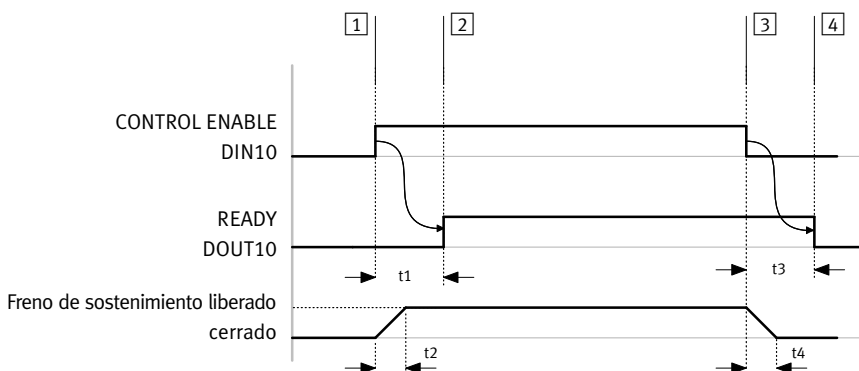 1 2 3 4
CONTROL ENABLE
DIN10
READY
DOUT10
t1 t3
Freno de sostenimiento liberado
cerrado
t2 t4